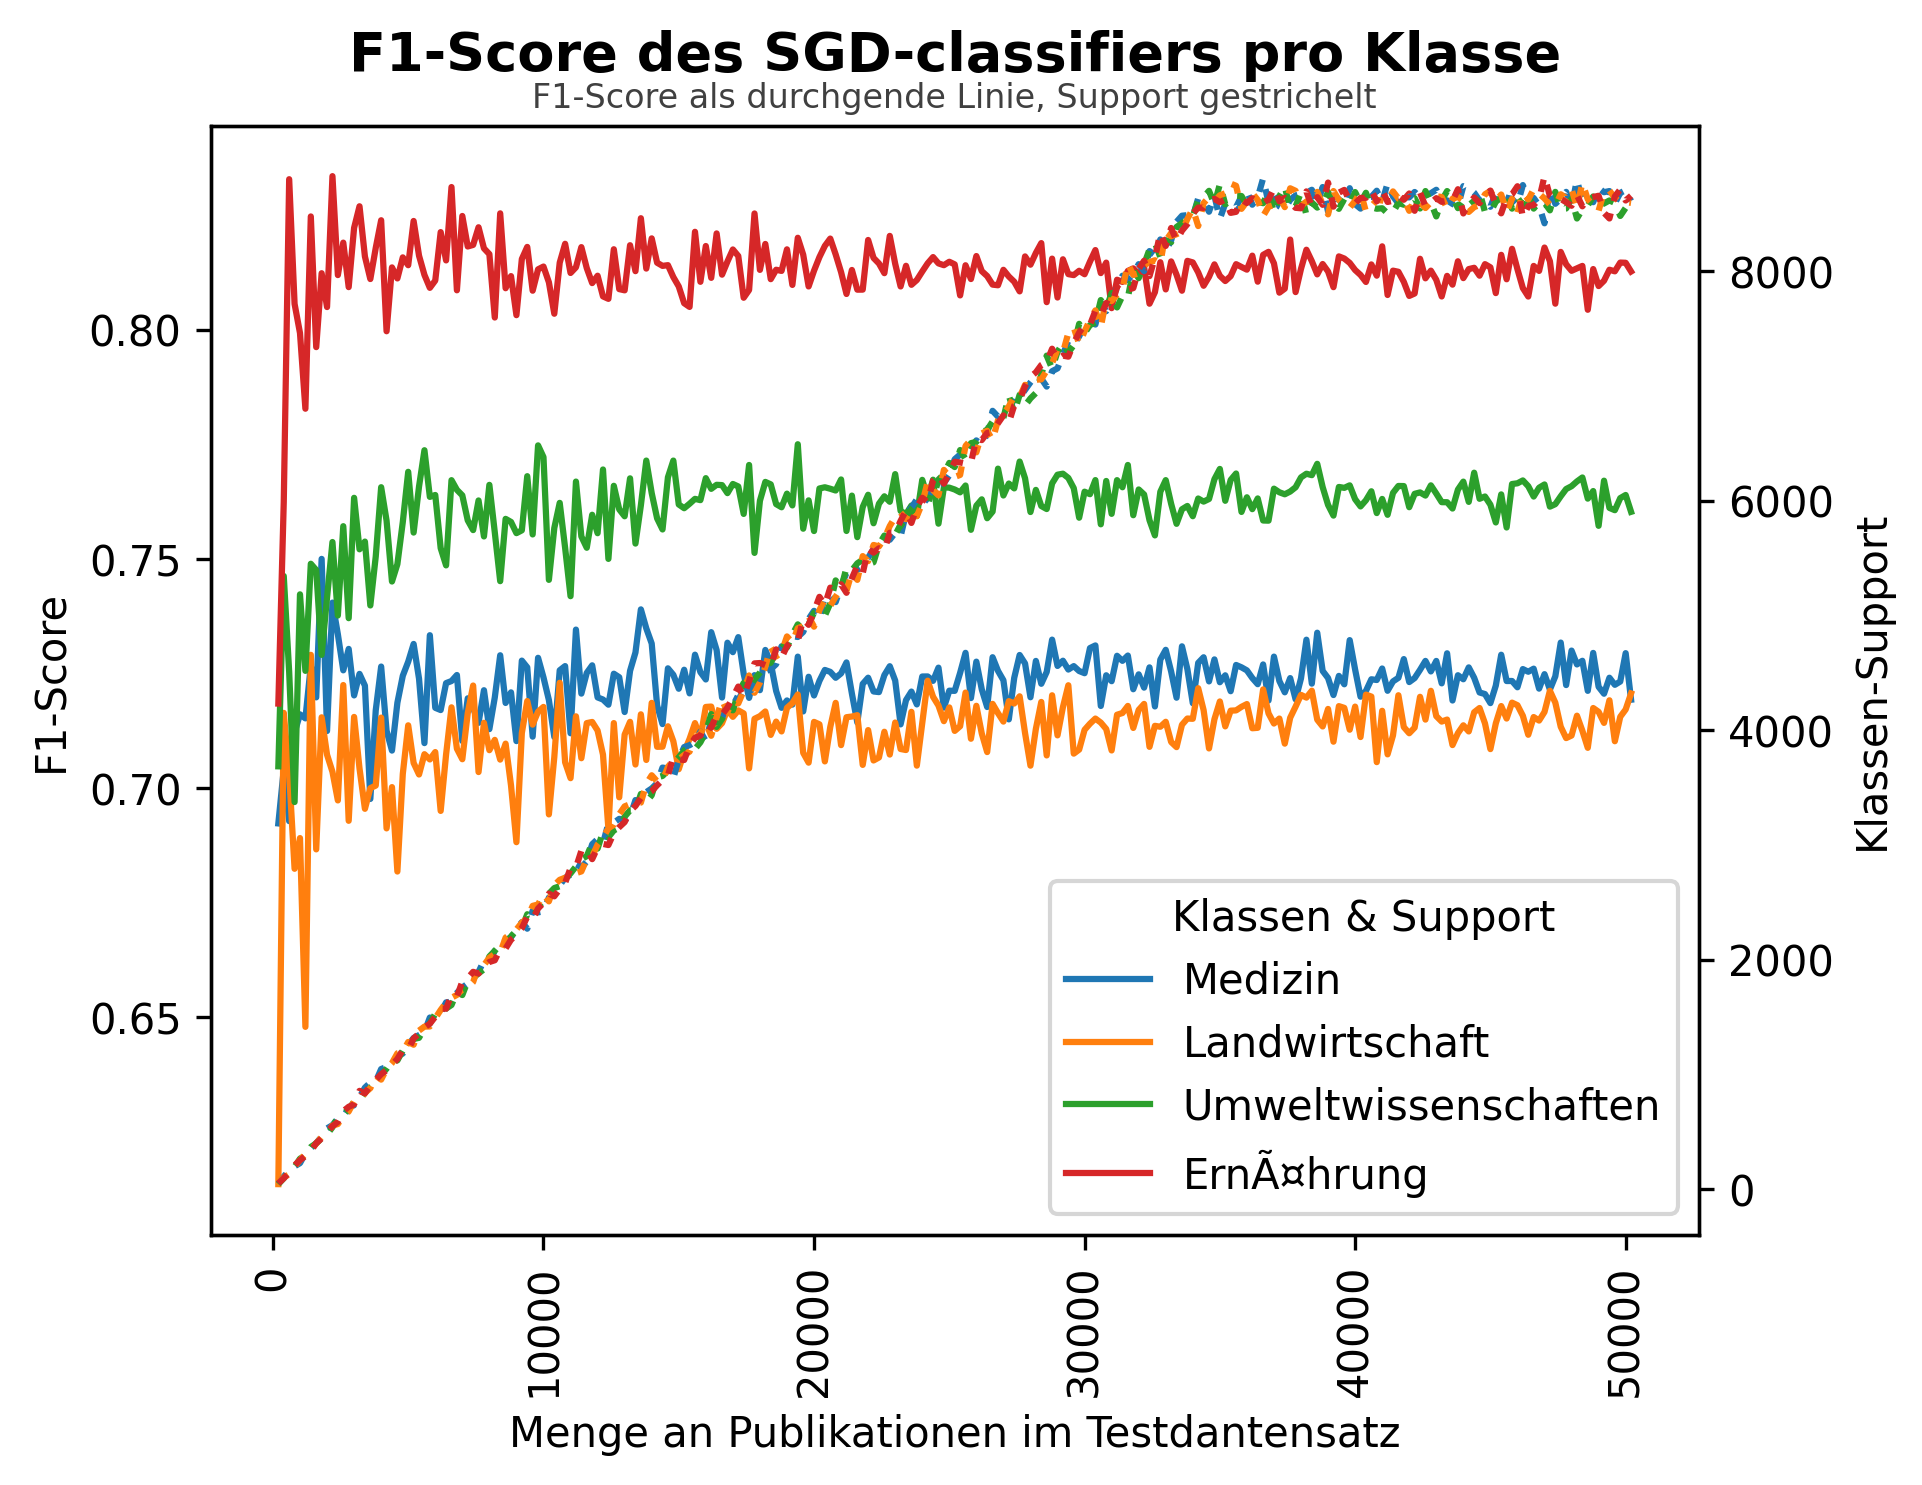 F1-Score des SGD-classifiers pro Klasse
F1-Score als durchgende Linie, Support gestrichelt
F1-Score
0.80
0.75
0.70
0.65
8000
6000
4000
2000
0
Klassen-Support
Klassen & Support
Medizin
Landwirtschaft
Umweltwissenschaften
ErnÃ¤hrung
0
10000
20000
30000
40000
50000
Menge an Publikationen im Testdantensatz